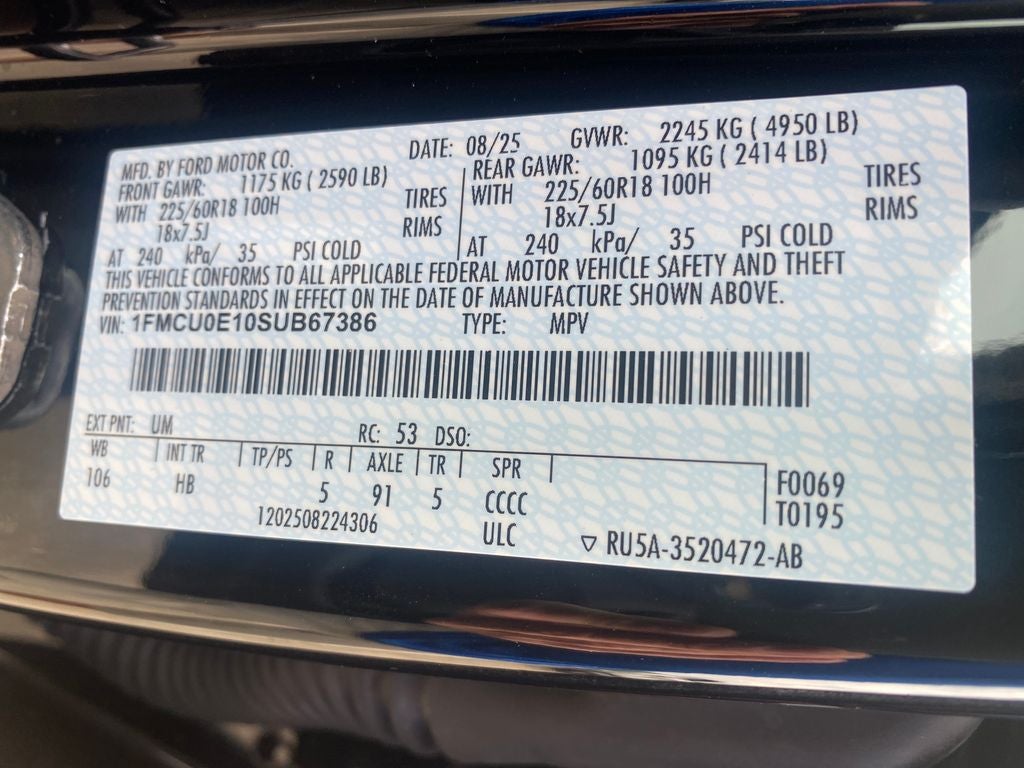 MFD. BY FORD MOTOR CO. DATE: 08/25 GVWR: 2245 KG ( 4950 LB)
FRONT GAWR: 1175 KG ( 2590 LB) REAR GAWR: 1095 KG ( 2414 LB)
WITH 225/60R18 100H TIRES WITH 225/60R18 100H TIRES
18x7.5J RIMS 18x7.5J RIMS
AT 240 kPa/ 35 PSI COLD AT 240 kPa/ 35 PSI COLD
THIS VEHICLE CONFORMS TO ALL APPLICABLE FEDERAL MOTOR VEHICLE SAFETY AND THEFT
PREVENTION STANDARDS IN EFFECT ON THE DATE OF MANUFACTURE SHOWN ABOVE.
VIN: 1FMCU0E10SUB67386 TYPE: MPV
EXT PNT: UM RC: 53 DSO:
WB INT TR TP/PS R AXLE TR SPR
106 HB 5 91 5 CCCC F0069
1202508224306 ULC T0195
▽ RU5A-3520472-AB